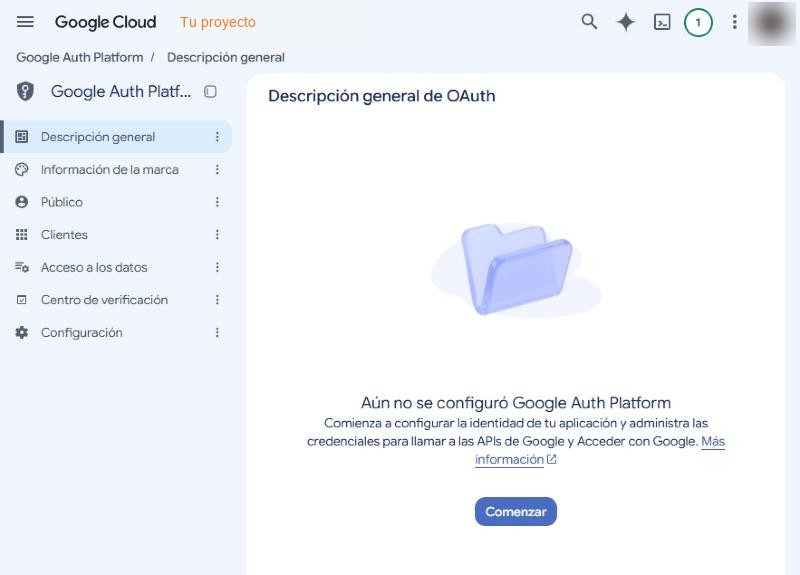 Google Cloud Tu proyecto 1
Google Auth Platform / Descripción general
Google Auth Platf...
Descripción general de OAuth
Descripción general
Información de la marca
Público
Clientes
Acceso a los datos
Centro de verificación
Configuración
Aún no se configuró Google Auth Platform
Comienza a configurar la identidad de tu aplicación y administra las
credenciales para llamar a las APIs de Google y Acceder con Google. Más
información
Comenzar